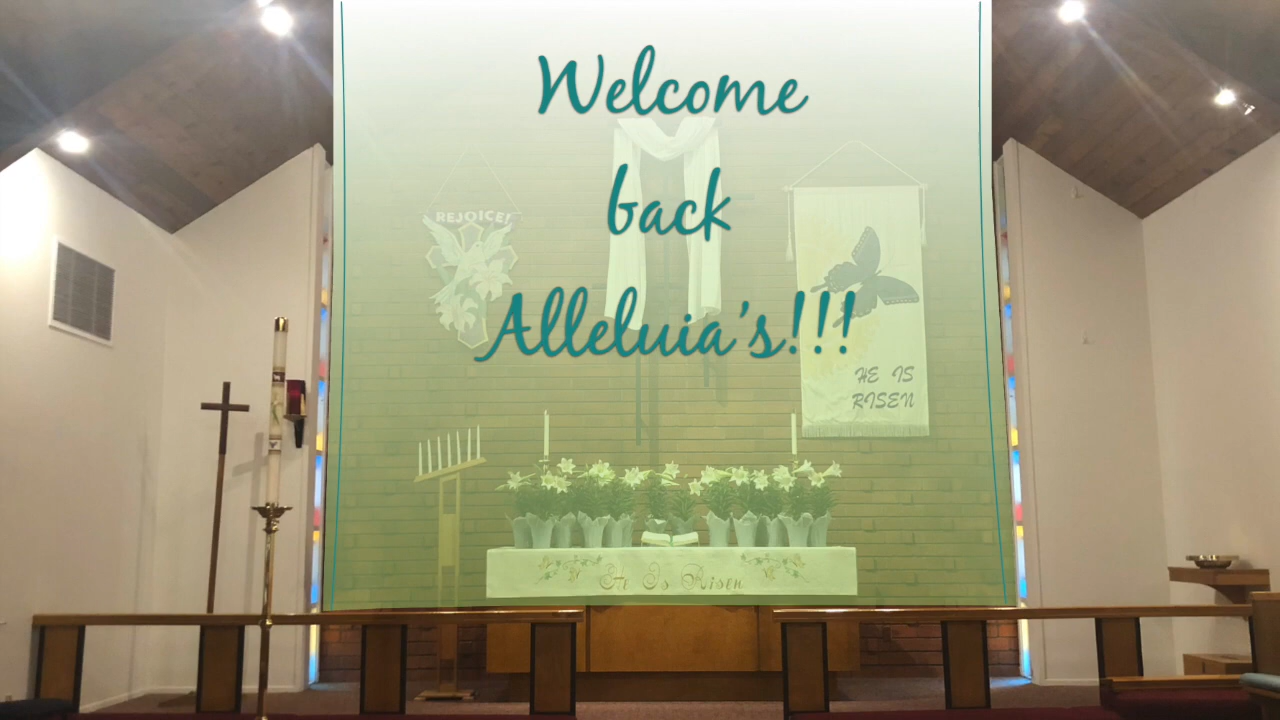 Welcome
back
Alleluia's!!!
REJOICE!
HE IS
RISEN
He Is Risen